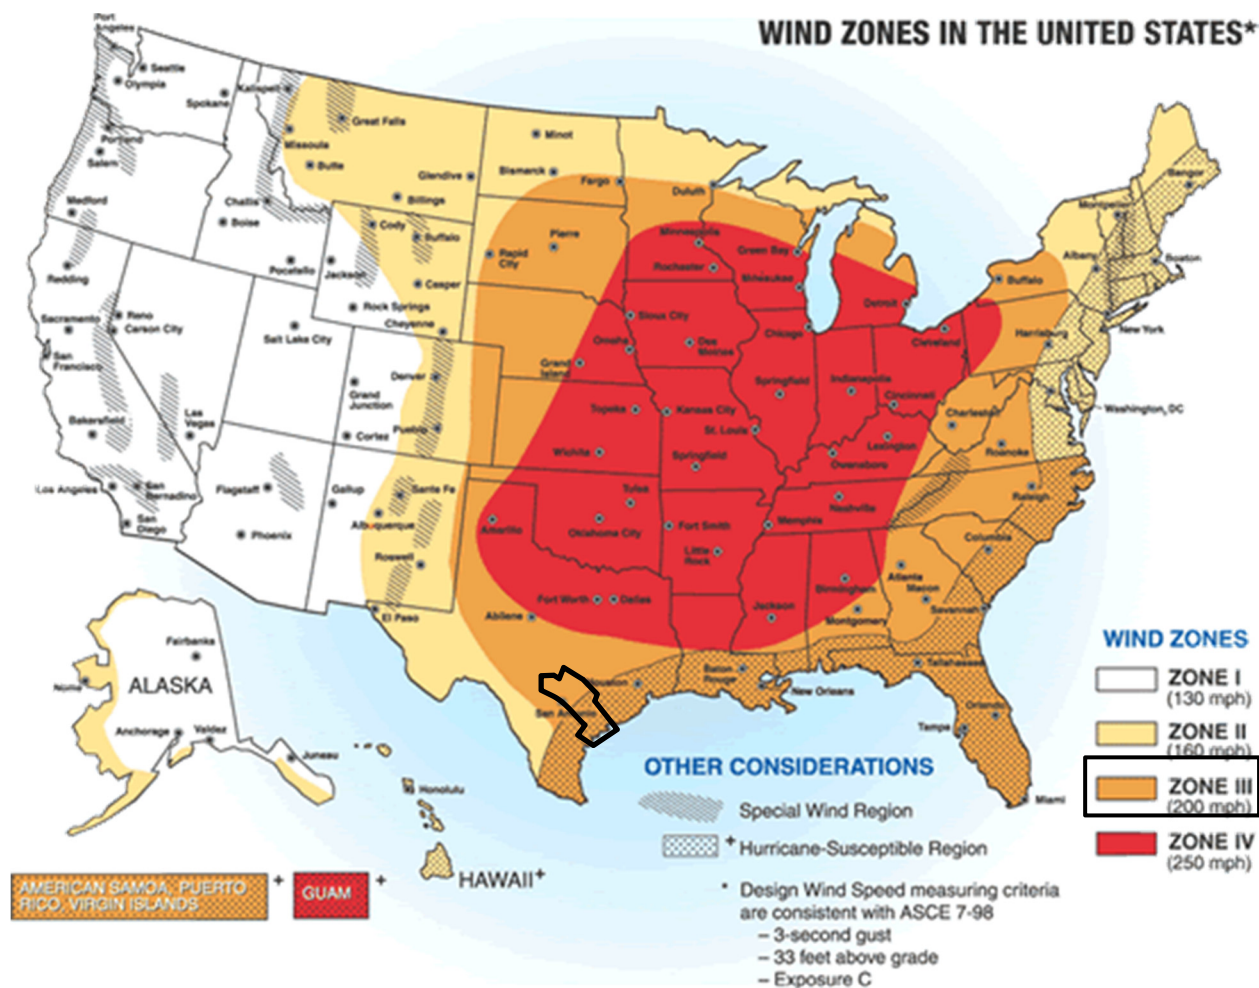 WIND ZONES IN THE UNITED STATES*
Port
Angeles
Seattle
Olympia
Spokane
Kalispell
Great Falls
Missoula
Butte
Glendive
Billings
Minot
Bismarck
Fargo
Duluth
Portland
Salem
Medford
Challis
Boise
Pocatello
Cody
Buffalo
Jackson
Casper
Rock Springs
Cheyenne
Rapid
City
Pierre
Minneapolis
Rochester
Green Bay
Milwaukee
Detroit
Buffalo
Albany
Montpelier
Bangor
Boston
New York
Harrisburg
Washington, DC
Redding
Reno
Carson City
Sacramento
San
Francisco
Salt Lake City
Grand
Junction
Denver
Pueblo
Cortez
Sioux City
Omaha
Des
Moines
Grand
Island
Chicago
Cleveland
Springfield
Indianapolis
Cincinnati
Charleston
Roanoke
Topeka
Kansas City
St. Louis
Lexington
Owensboro
Wichita
Springfield
Bakersfield
Las
Vegas
Los Angeles
San
Bernadino
San
Diego
Flagstaff
Phoenix
Gallup
Santa Fe
Albuquerque
Roswell
El Paso
Amarillo
Tulsa
Oklahoma City
Fort Smith
Little
Rock
Memphis
Nashville
Raleigh
Columbia
Atlanta
Macon
Savannah
Birmingham
Montgomery
Jackson
Fort Worth
Dallas
Abilene
Houston
Baton
Rouge
New Orleans
Tallahassee
Orlando
Tampa
Miami
ALASKA
Fairbanks
Nome
Anchorage
Valdez
Juneau
Honolulu
HAWAII+
AMERICAN SAMOA, PUERTO
RICO, VIRGIN ISLANDS
+
GUAM
+
OTHER CONSIDERATIONS
Special Wind Region
+ Hurricane-Susceptible Region
* Design Wind Speed measuring criteria
are consistent with ASCE 7-98
– 3-second gust
– 33 feet above grade
– Exposure C
WIND ZONES
ZONE I
(130 mph)
ZONE II
(160 mph)
ZONE III
(200 mph)
ZONE IV
(250 mph)